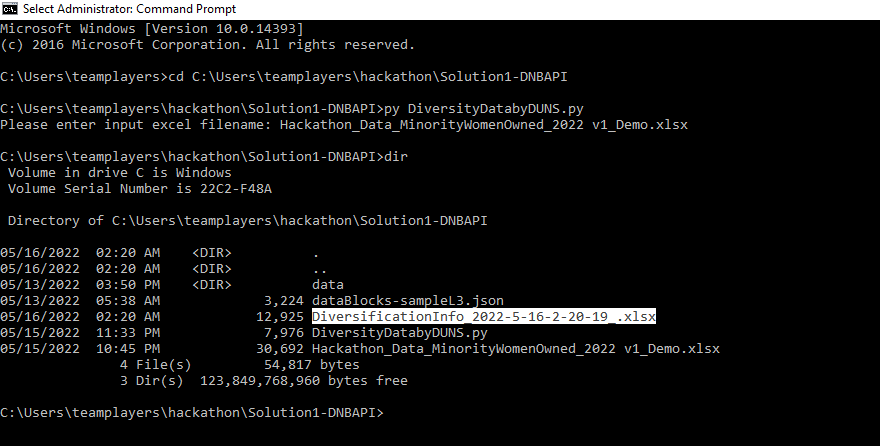 Select Administrator: Command Prompt
Microsoft Windows [Version 10.0.14393]
(c) 2016 Microsoft Corporation. All rights reserved.
C:\Users\teamplayers>cd C:\Users\teamplayers\hackathon\Solution1-DNBAPI
C:\Users\teamplayers\hackathon\Solution1-DNBAPI>py DiversityDatabyDUNS.py
Please enter input excel filename: Hackathon_Data_MinorityWomenOwned_2022 v1_Demo.xlsx
C:\Users\teamplayers\hackathon\Solution1-DNBAPI>dir
Volume in drive C is Windows
Volume Serial Number is 22C2-F48A
Directory of C:\Users\teamplayers\hackathon\Solution1-DNBAPI
05/16/2022  02:20 AM    <DIR>          .
05/16/2022  02:20 AM    <DIR>          ..
05/13/2022  03:50 PM    <DIR>          data
05/13/2022  05:38 AM             3,224 dataBlocks-sampleL3.json
05/16/2022  02:20 AM            12,925 DiversificationInfo_2022-5-16-2-20-19_.xlsx
05/15/2022  11:33 PM             7,976 DiversityDatabyDUNS.py
05/15/2022  10:45 PM            30,692 Hackathon_Data_MinorityWomenOwned_2022 v1_Demo.xlsx
4 File(s)         54,817 bytes
3 Dir(s)  123,849,768,960 bytes free
C:\Users\teamplayers\hackathon\Solution1-DNBAPI>